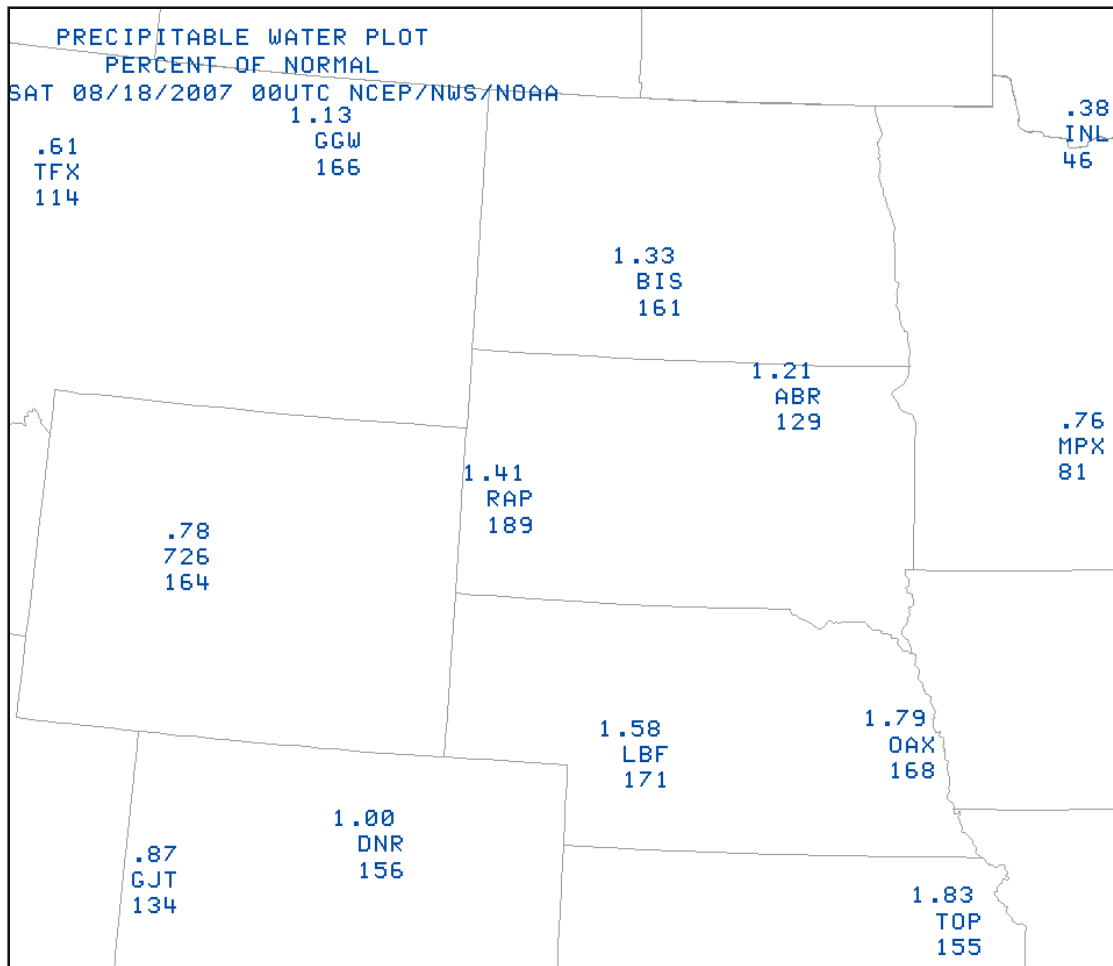 PRECIPITABLE WATER PLOT
PERCENT OF NORMAL
SAT 08/18/2007 00UTC NCEP/NWS/NOAA
1.13
GGW
166
.38
INL
46
.61
TFX
114
1.33
BIS
161
1.21
ABR
129
.76
MPX
81
1.41
RAP
189
.78
726
164
1.58
LBF
171
1.79
OAX
168
1.00
DNR
156
.87
GJT
134
1.83
TOP
155